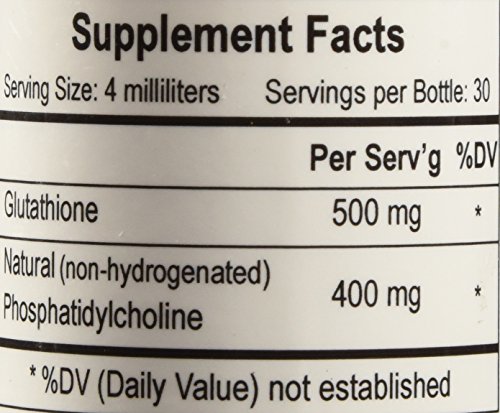 Supplement Facts
Serving Size: 4 milliliters Servings per Bottle: 30
Per Serv'g %DV
Glutathione 500 mg *
Natural (non-hydrogenated)
Phosphatidylcholine 400 mg *
* %DV (Daily Value) not established